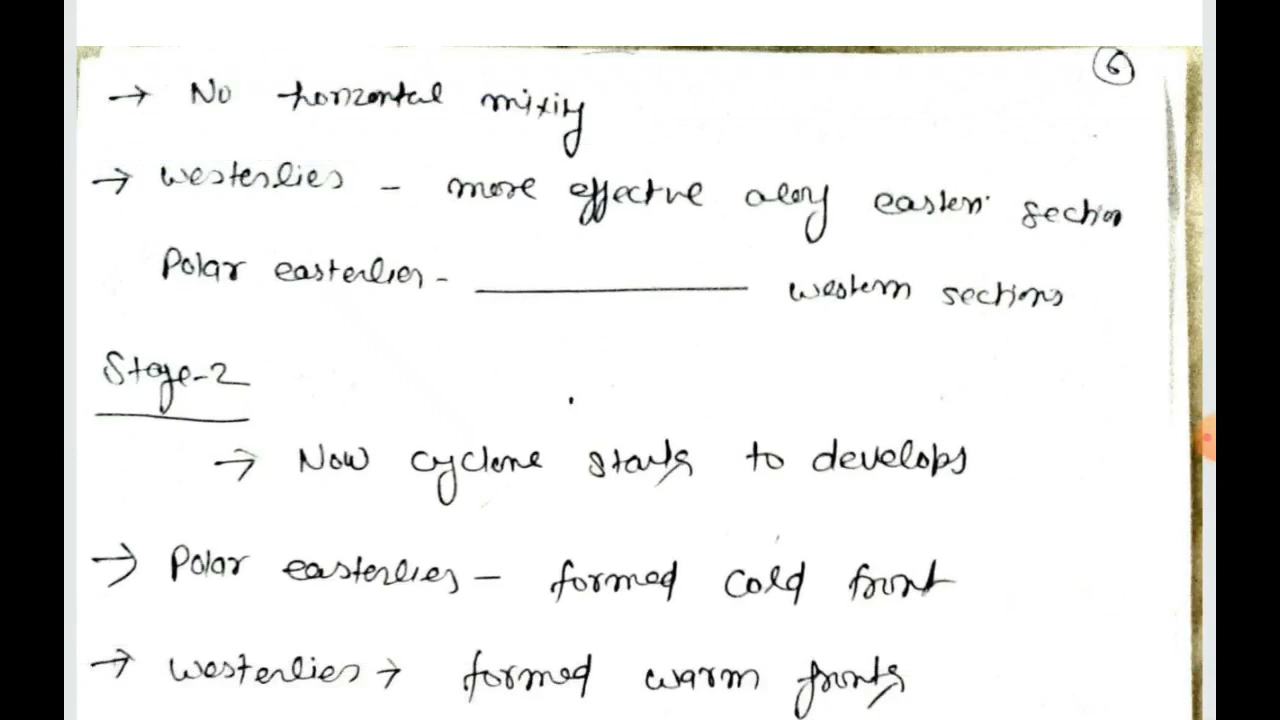 6
→ No horizontal mixing
→ westerlies - more effective along eastern section
Polar easterlies - ———— western sections
Stage-2
→ Now cyclone starts to develops
→ Polar easterlies - formed cold front
→ westerlies → formed warm fronts